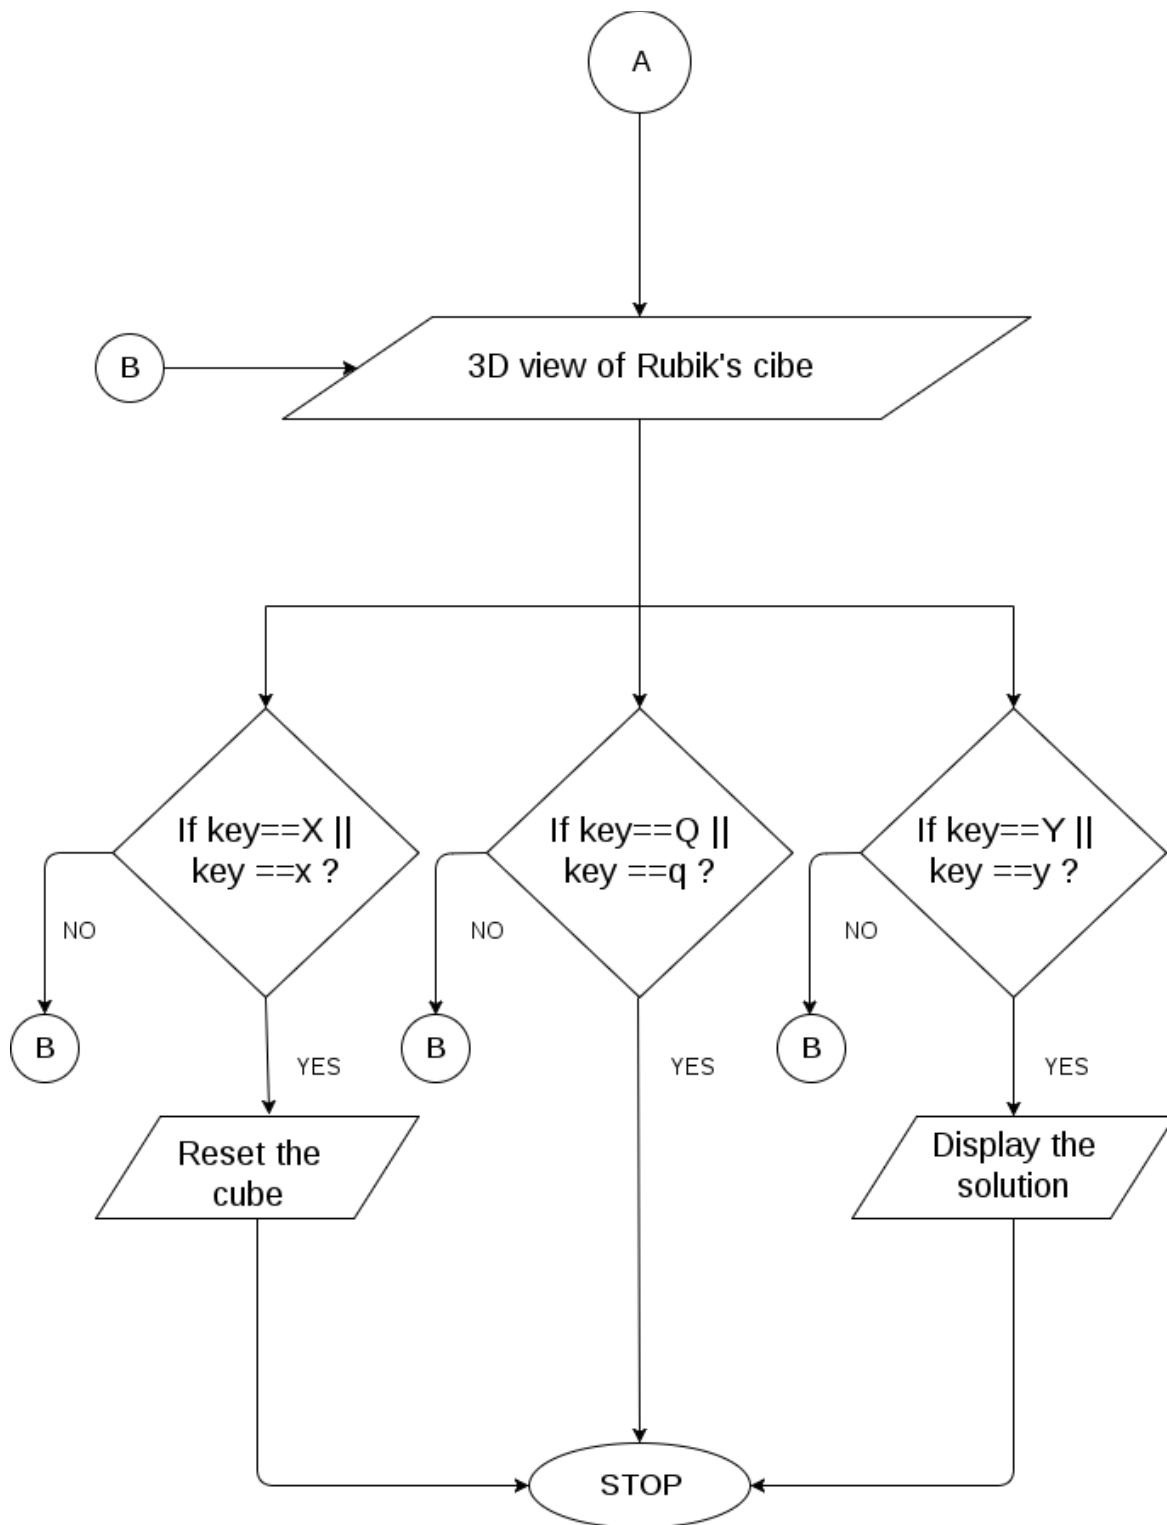 A
B
3D view of Rubik's cibe
If key==X ||
key ==x ?
If key==Q ||
key ==q ?
If key==Y ||
key ==y ?
NO
NO
NO
B
B
B
YES
YES
YES
Reset the
cube
Display the
solution
STOP